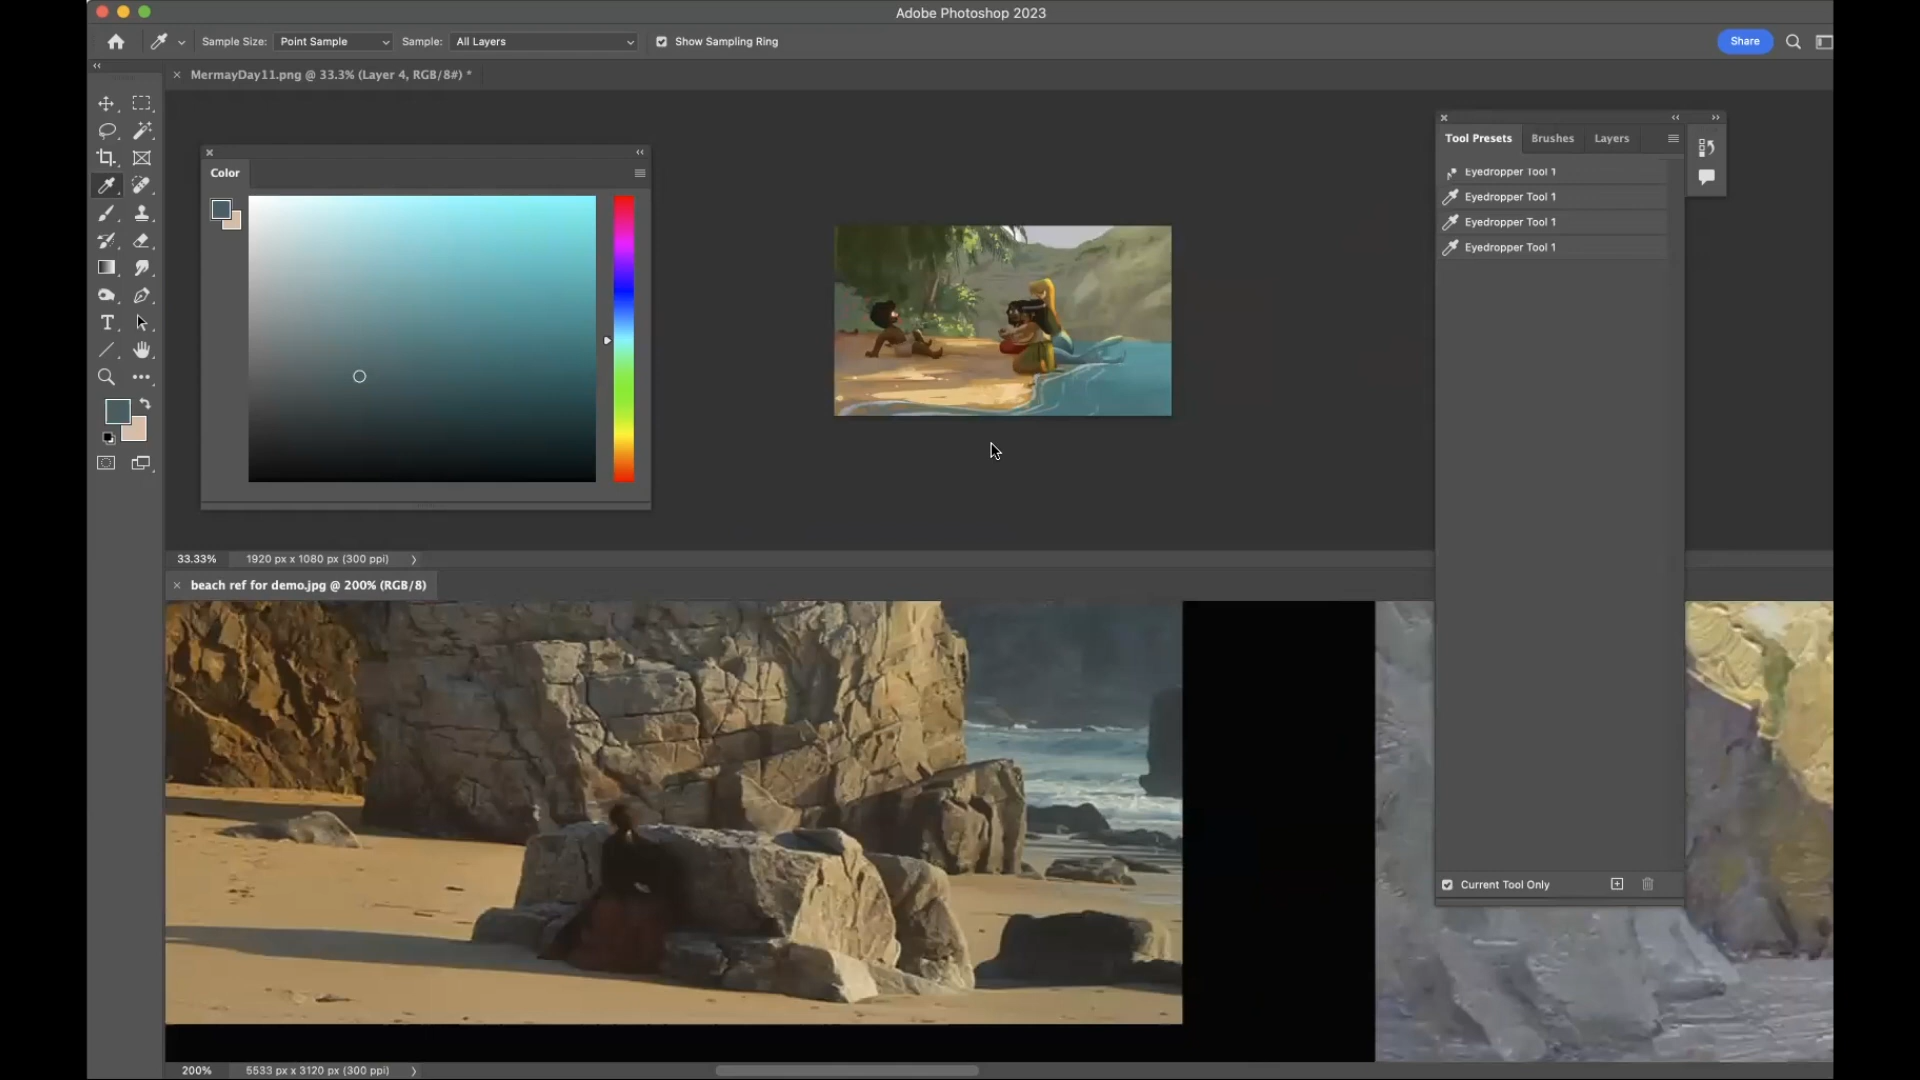 Adobe Photoshop 2023
Sample Size: Point Sample Sample: All Layers Show Sampling Ring Share
MermayDay11.png @ 33.3% (Layer 4, RGB/8#) *
Color
Tool Presets Brushes Layers
Eyedropper Tool 1
Eyedropper Tool 1
Eyedropper Tool 1
Eyedropper Tool 1
33.33% 1920 px x 1080 px (300 ppi)
beach ref for demo.jpg @ 200% (RGB/8)
Current Tool Only
200% 5533 px x 3120 px (300 ppi)